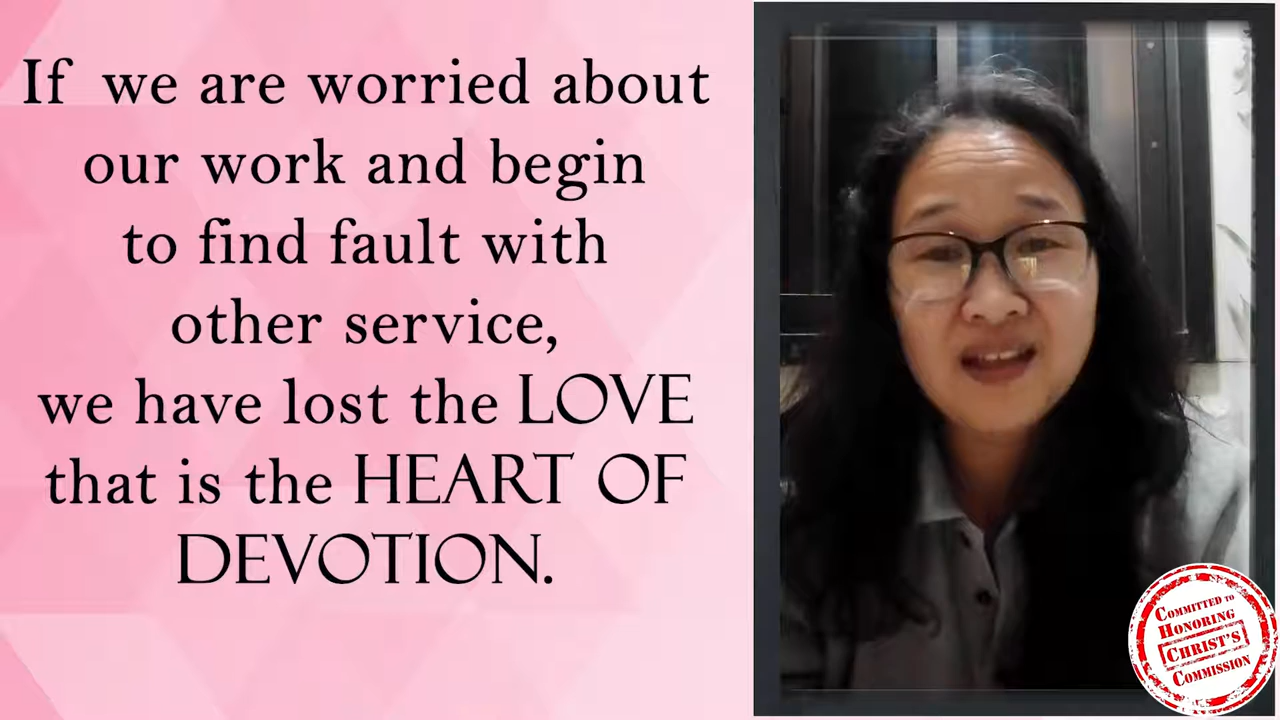 If we are worried about
our work and begin
to find fault with
other service,
we have lost the LOVE
that is the HEART OF
DEVOTION.
COMMITTED TO
HONORING
CHRIST'S
COMMISSION